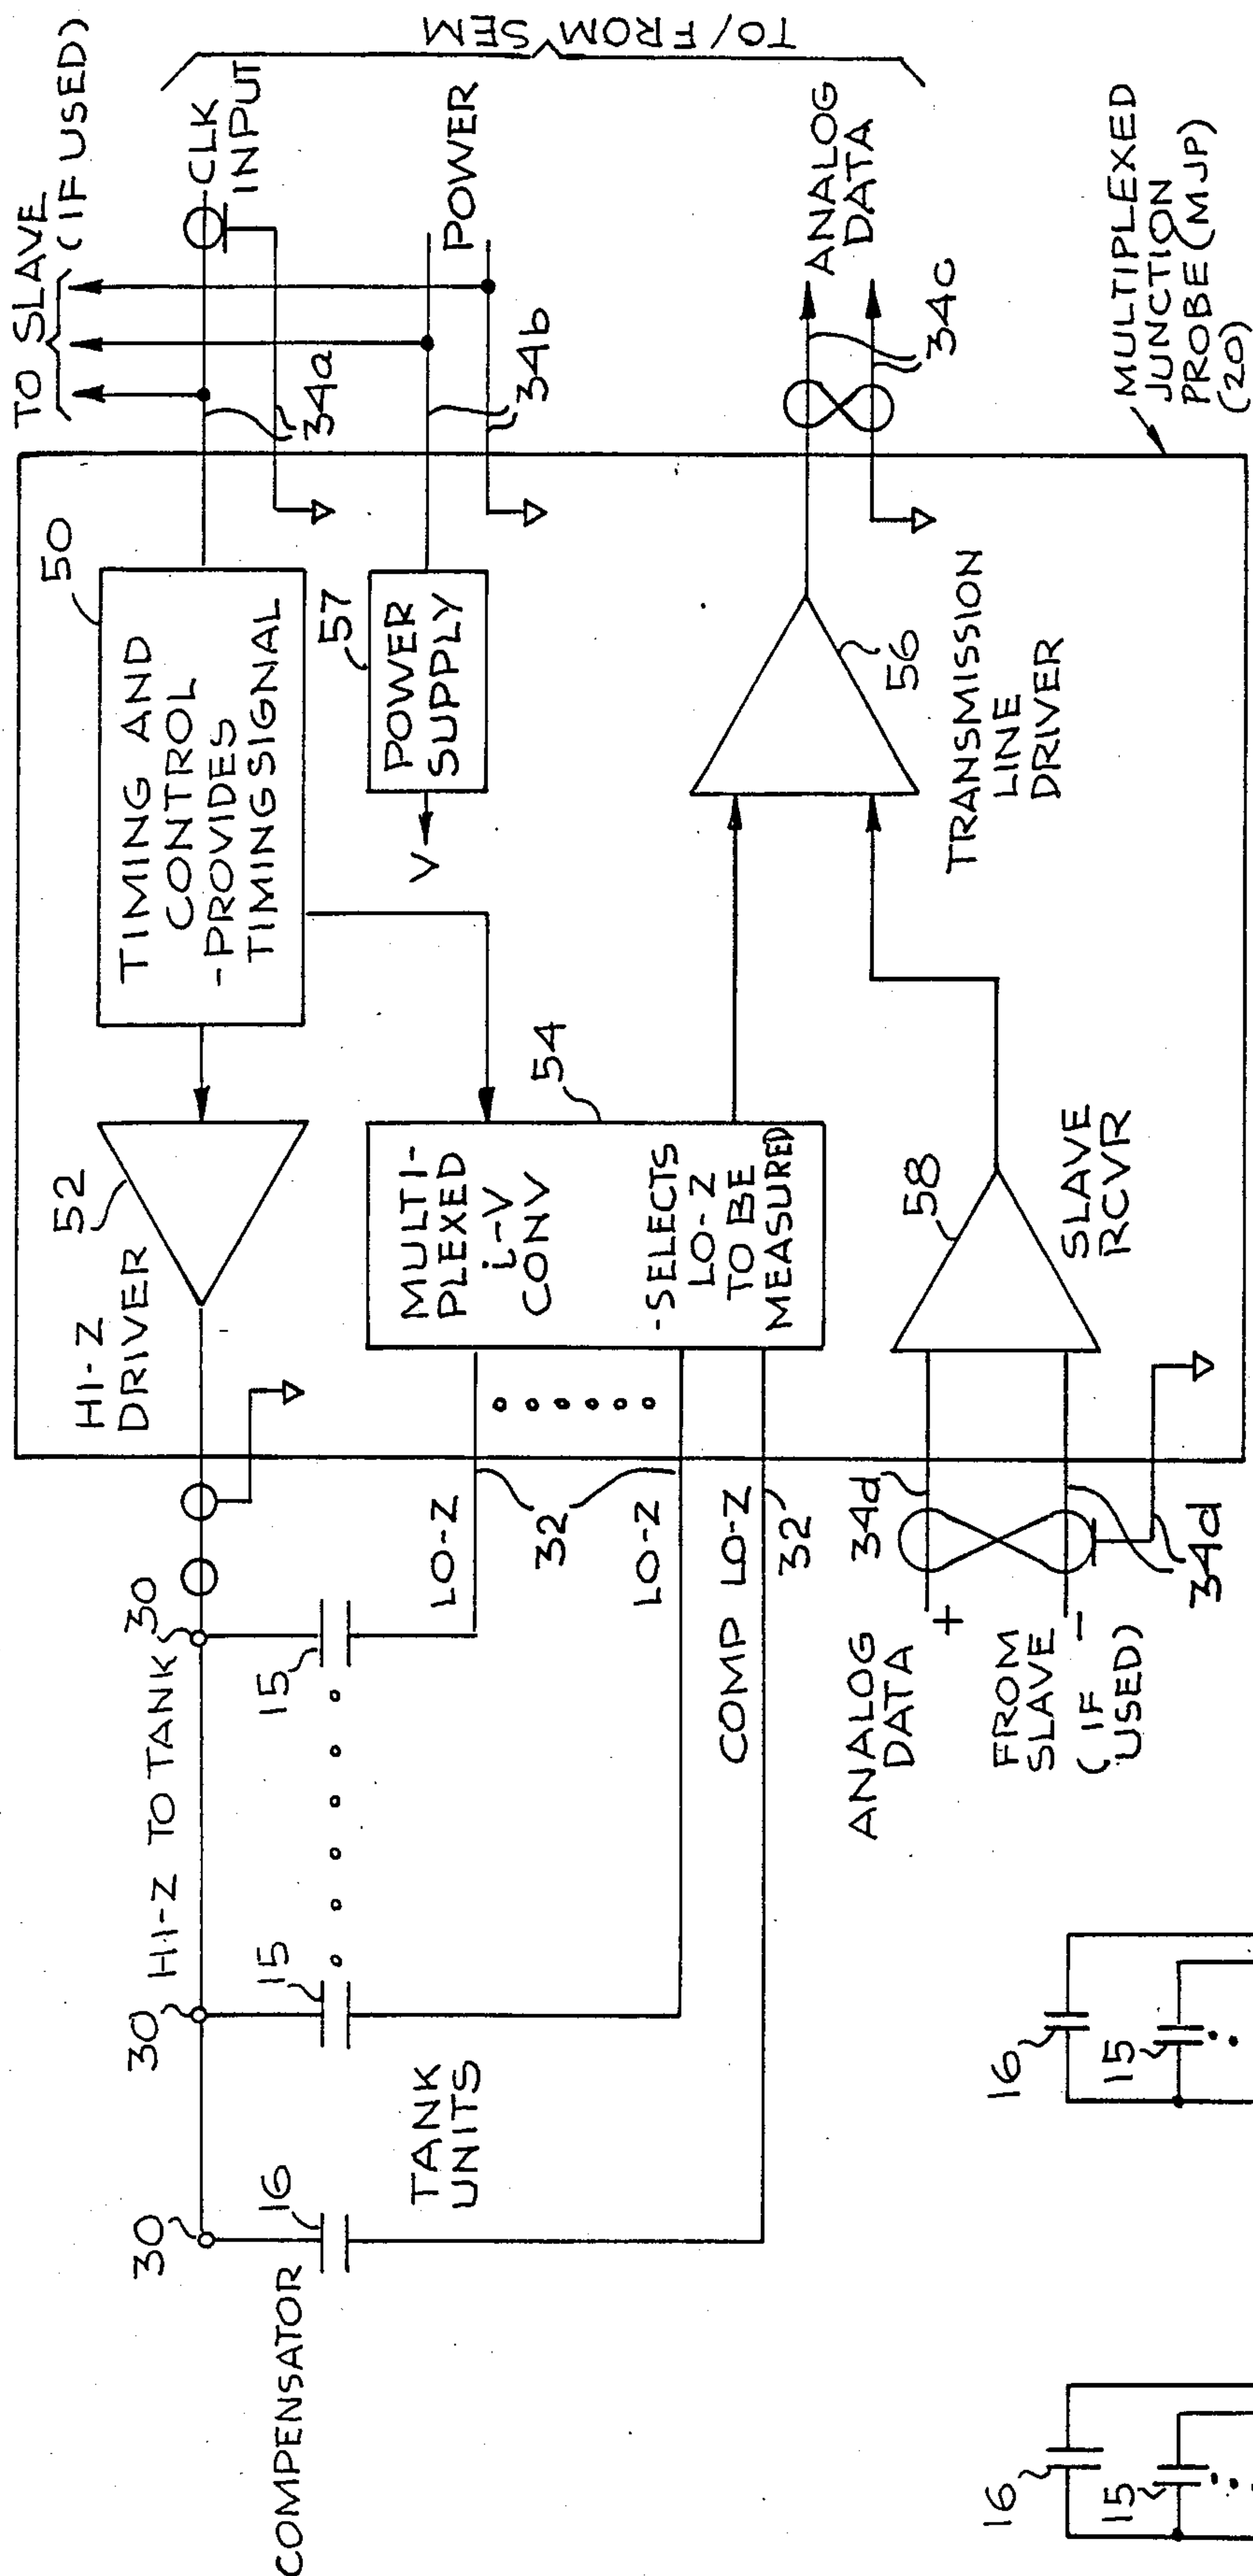 TO SLAVE
(IF USED)
CLK
INPUT
POWER
TO/FROM SEM
ANALOG
DATA
34a
34b
34c
MULTIPLEXED
JUNCTION
PROBE (MJP)
(20)
50
TIMING AND
CONTROL
-PROVIDES
TIMING SIGNAL
57
POWER
SUPPLY
V
56
TRANSMISSION
LINE
DRIVER
52
HI-Z
DRIVER
54
MULTI-
PLEXED
i-V
CONV
-SELECTS
LO-Z
TO BE
MEASURED
58
SLAVE
RCVR
HI-Z TO TANK
30
30
30
15
15
16
COMPENSATOR
TANK
UNITS
LO-Z
32
LO-Z
COMP LO-Z
32
34d
34d
ANALOG
DATA
+
FROM
SLAVE
-
(IF
USED)
16
15
16
15